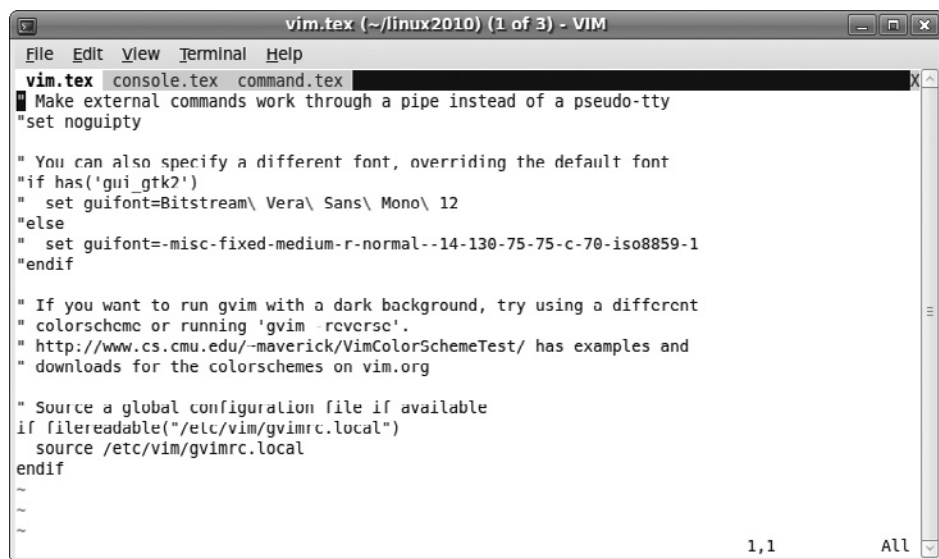 vim.tex (~/linux2010) (1 of 3) - VIM
File Edit View Terminal Help
vim.tex console.tex command.tex X
" Make external commands work through a pipe instead of a pseudo-tty
"set noguipty
" You can also specify a different font, overriding the default font
"if has('gui_gtk2')
"  set guifont=Bitstream\ Vera\ Sans\ Mono\ 12
"else
"  set guifont=-misc-fixed-medium-r-normal--14-130-75-75-c-70-iso8859-1
"endif
" If you want to run gvim with a dark background, try using a different
" colorscheme or running 'gvim -reverse'.
" http://www.cs.cmu.edu/~maverick/VimColorSchemeTest/ has examples and
" downloads for the colorschemes on vim.org
" Source a global configuration file if available
if filereadable("/etc/vim/gvimrc.local")
  source /etc/vim/gvimrc.local
endif
~
~
~
1,1 All